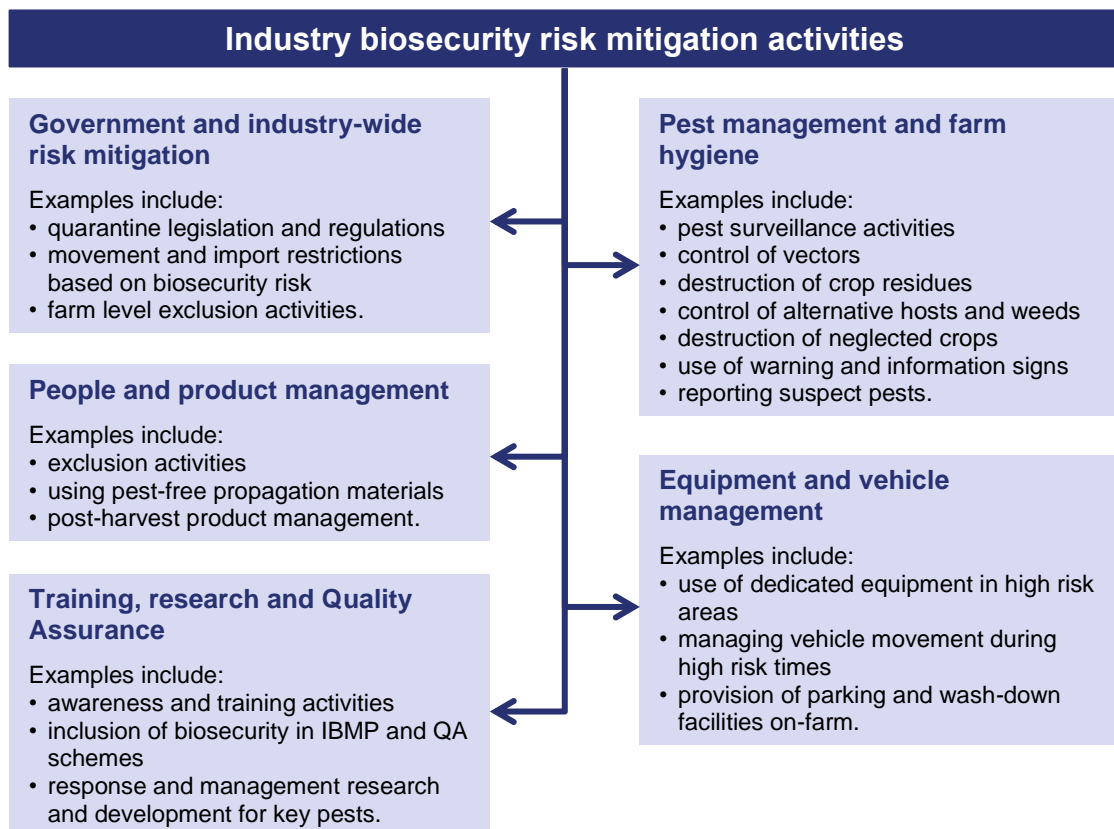 Industry biosecurity risk mitigation activities
Government and industry-wide
risk mitigation
Examples include:
• quarantine legislation and regulations
• movement and import restrictions
based on biosecurity risk
• farm level exclusion activities.
People and product management
Examples include:
• exclusion activities
• using pest-free propagation materials
• post-harvest product management.
Training, research and Quality
Assurance
Examples include:
• awareness and training activities
• inclusion of biosecurity in IBMP and QA
schemes
• response and management research
and development for key pests.
Pest management and farm
hygiene
Examples include:
• pest surveillance activities
• control of vectors
• destruction of crop residues
• control of alternative hosts and weeds
• destruction of neglected crops
• use of warning and information signs
• reporting suspect pests.
Equipment and vehicle
management
Examples include:
• use of dedicated equipment in high risk
areas
• managing vehicle movement during
high risk times
• provision of parking and wash-down
facilities on-farm.